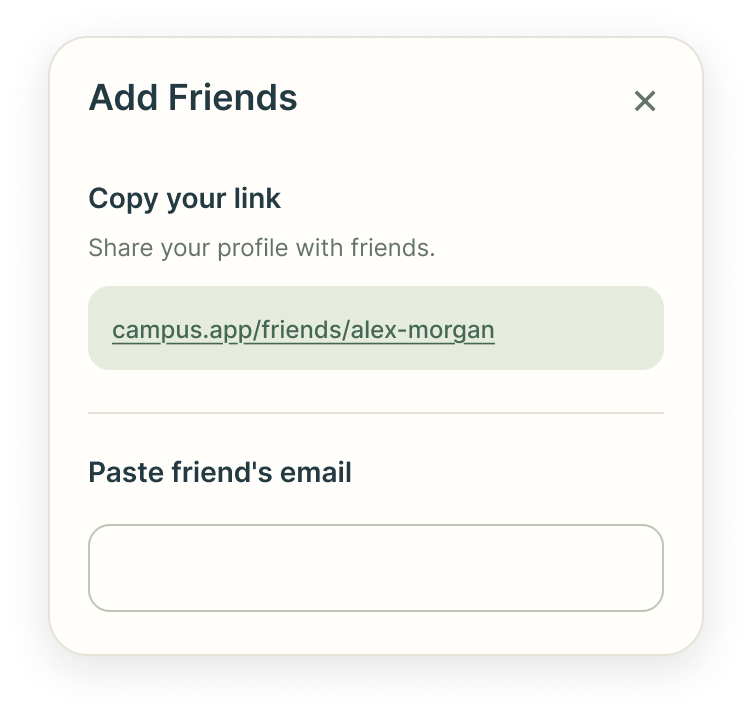 Add Friends
Copy your link
Share your profile with friends.
campus.app/friends/alex-morgan
Paste friend's email